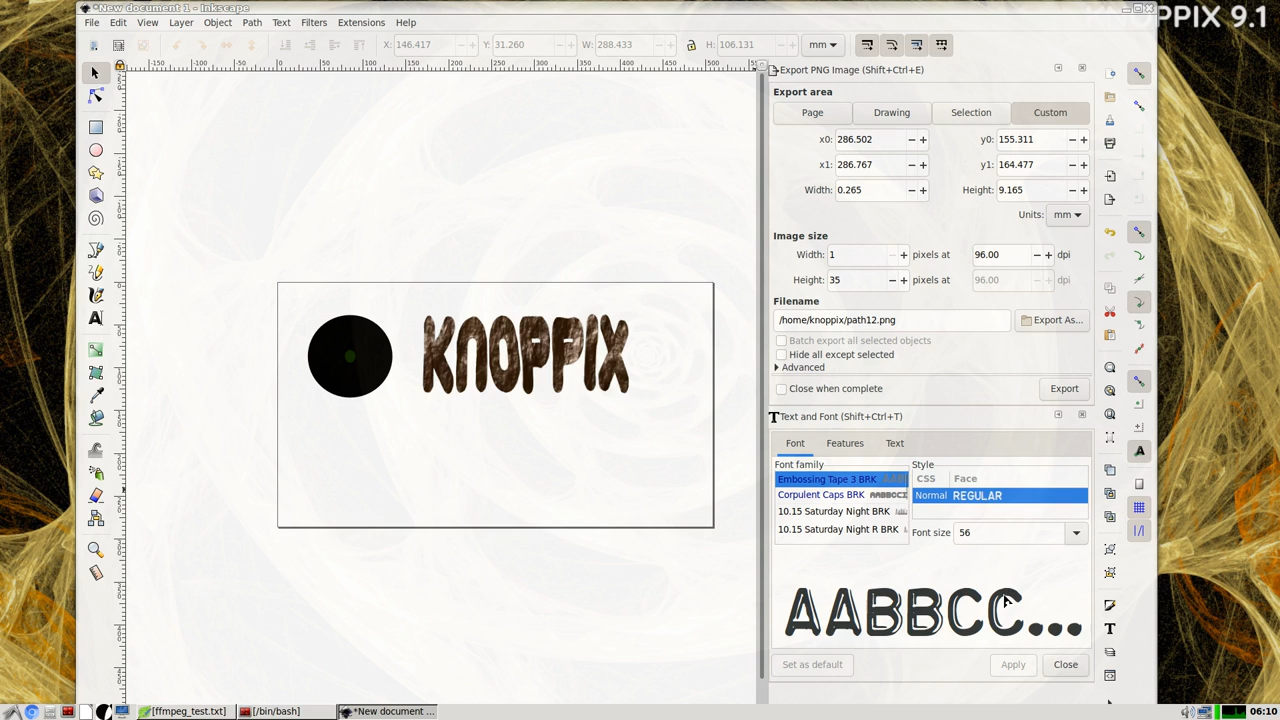 *New document 1 - Inkscape
KNOPPIX 9.1
File Edit View Layer Object Path Text Filters Extensions Help
X: 146.417 Y: 31.260 W: 288.433 H: 106.131 mm
Export PNG Image (Shift+Ctrl+E)
Export area
Page Drawing Selection Custom
x0: 286.502 y0: 155.311
x1: 286.767 y1: 164.477
Width: 0.265 Height: 9.165
Units: mm
Image size
Width: 1 pixels at 96.00 dpi
Height: 35 pixels at 96.00 dpi
Filename
/home/knoppix/path12.png Export As...
Batch export all selected objects
Hide all except selected
Advanced
Close when complete Export
KNOPPIX
Text and Font (Shift+Ctrl+T)
Font Features Text
Font family Style
Embossing Tape 3 BRK CSS Face
Corpulent Caps BRK AABBCC Normal REGULAR
10.15 Saturday Night BRK
10.15 Saturday Night R BRK Font size 56
AABBCC...
Set as default Apply Close
[ffmpeg_test.txt] [/bin/bash] *New document ... 06:10